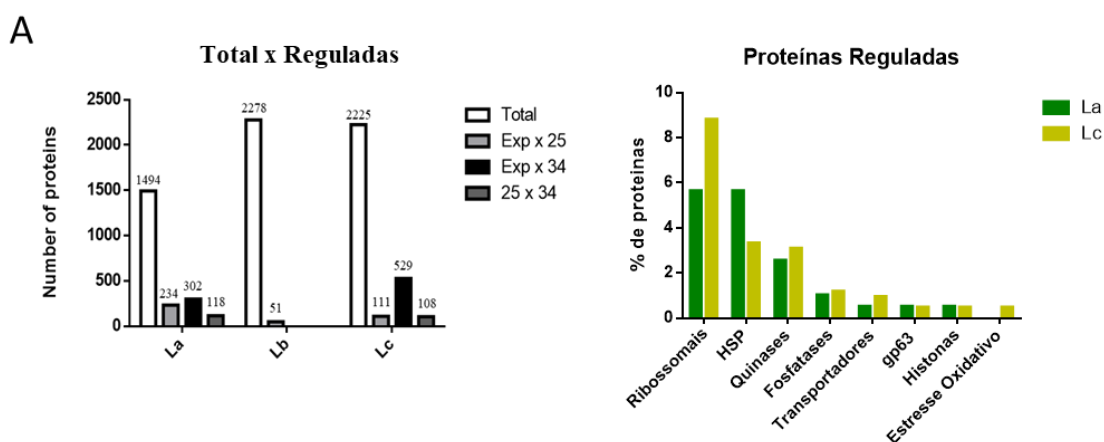 A
Total x Reguladas
Number of proteins
2500
2000
1500
1000
500
0
1494
234
302
118
2278
51
2225
111
529
108
La
Lb
Lc
Total
Exp x 25
Exp x 34
25 x 34
Proteínas Reguladas
% de proteínas
10
8
6
4
2
0
Ribossomais
HSP
Quinases
Fosfatases
Transportadores
gp63
Histonas
Estresse Oxidativo
La
Lc